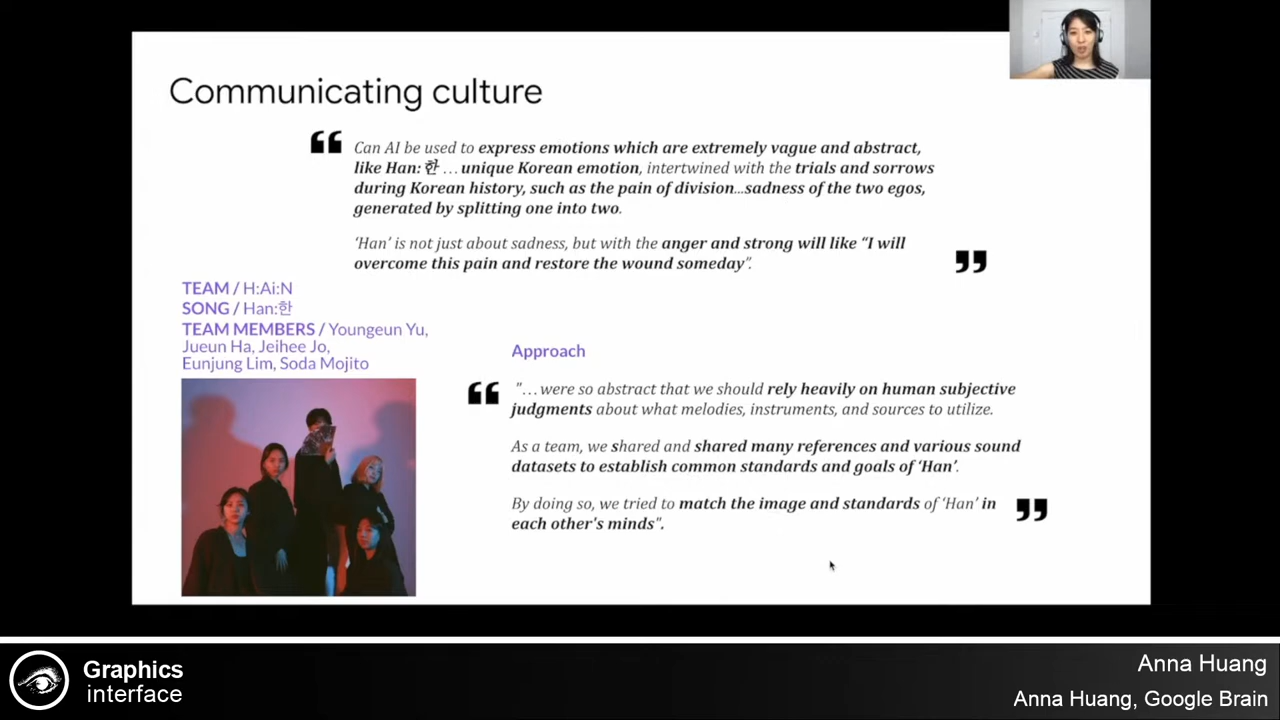 Communicating culture
Can AI be used to express emotions which are extremely vague and abstract,
like Han: 한 … unique Korean emotion, intertwined with the trials and sorrows
during Korean history, such as the pain of division...sadness of the two egos,
generated by splitting one into two.
‘Han’ is not just about sadness, but with the anger and strong will like “I will
overcome this pain and restore the wound someday”.
TEAM / H:Ai:N
SONG / Han:한
TEAM MEMBERS / Youngeun Yu,
Jueun Ha, Jeihee Jo,
Eunjung Lim, Soda Mojito
Approach
"…were so abstract that we should rely heavily on human subjective
judgments about what melodies, instruments, and sources to utilize.
As a team, we shared and shared many references and various sound
datasets to establish common standards and goals of ‘Han’.
By doing so, we tried to match the image and standards of ‘Han’ in
each other's minds".
Graphics
interface
Anna Huang
Anna Huang, Google Brain